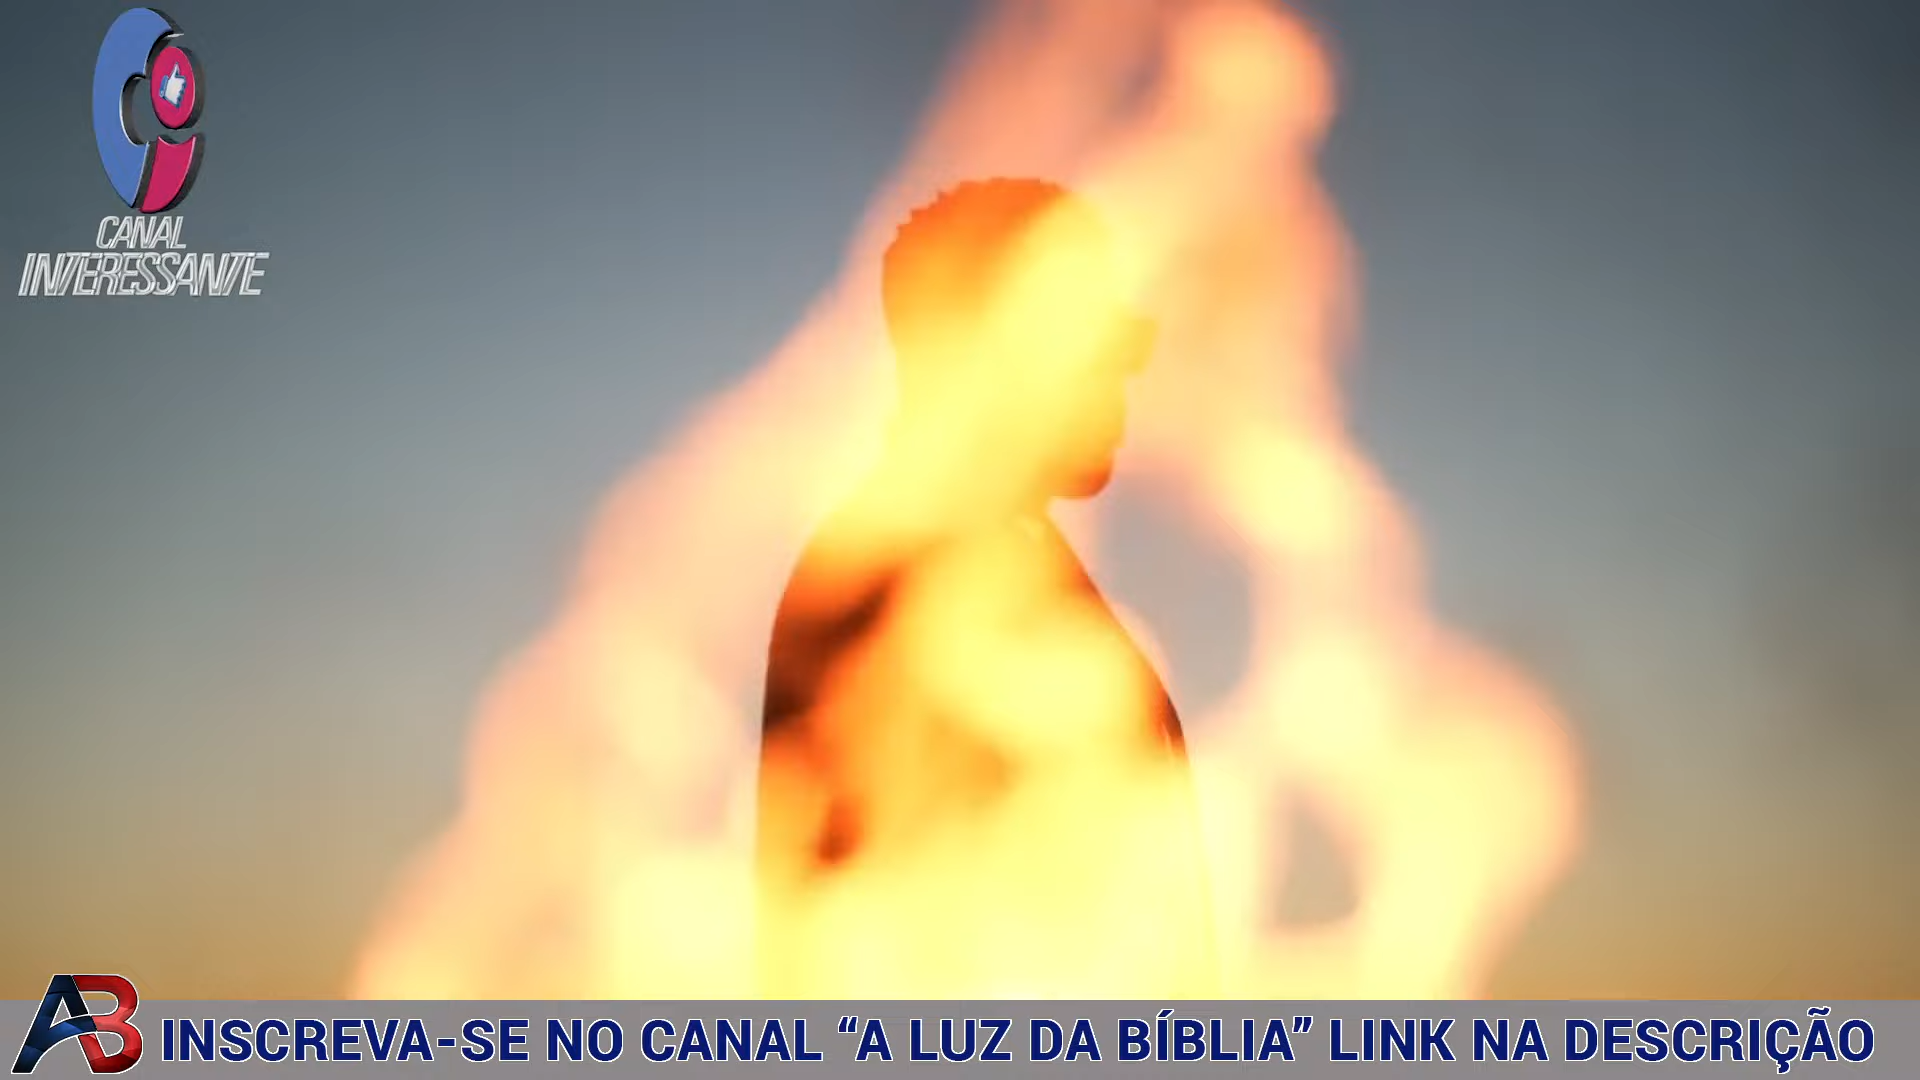 CANAL
INTERESSANTE
AB INSCREVA-SE NO CANAL “A LUZ DA BÍBLIA” LINK NA DESCRIÇÃO